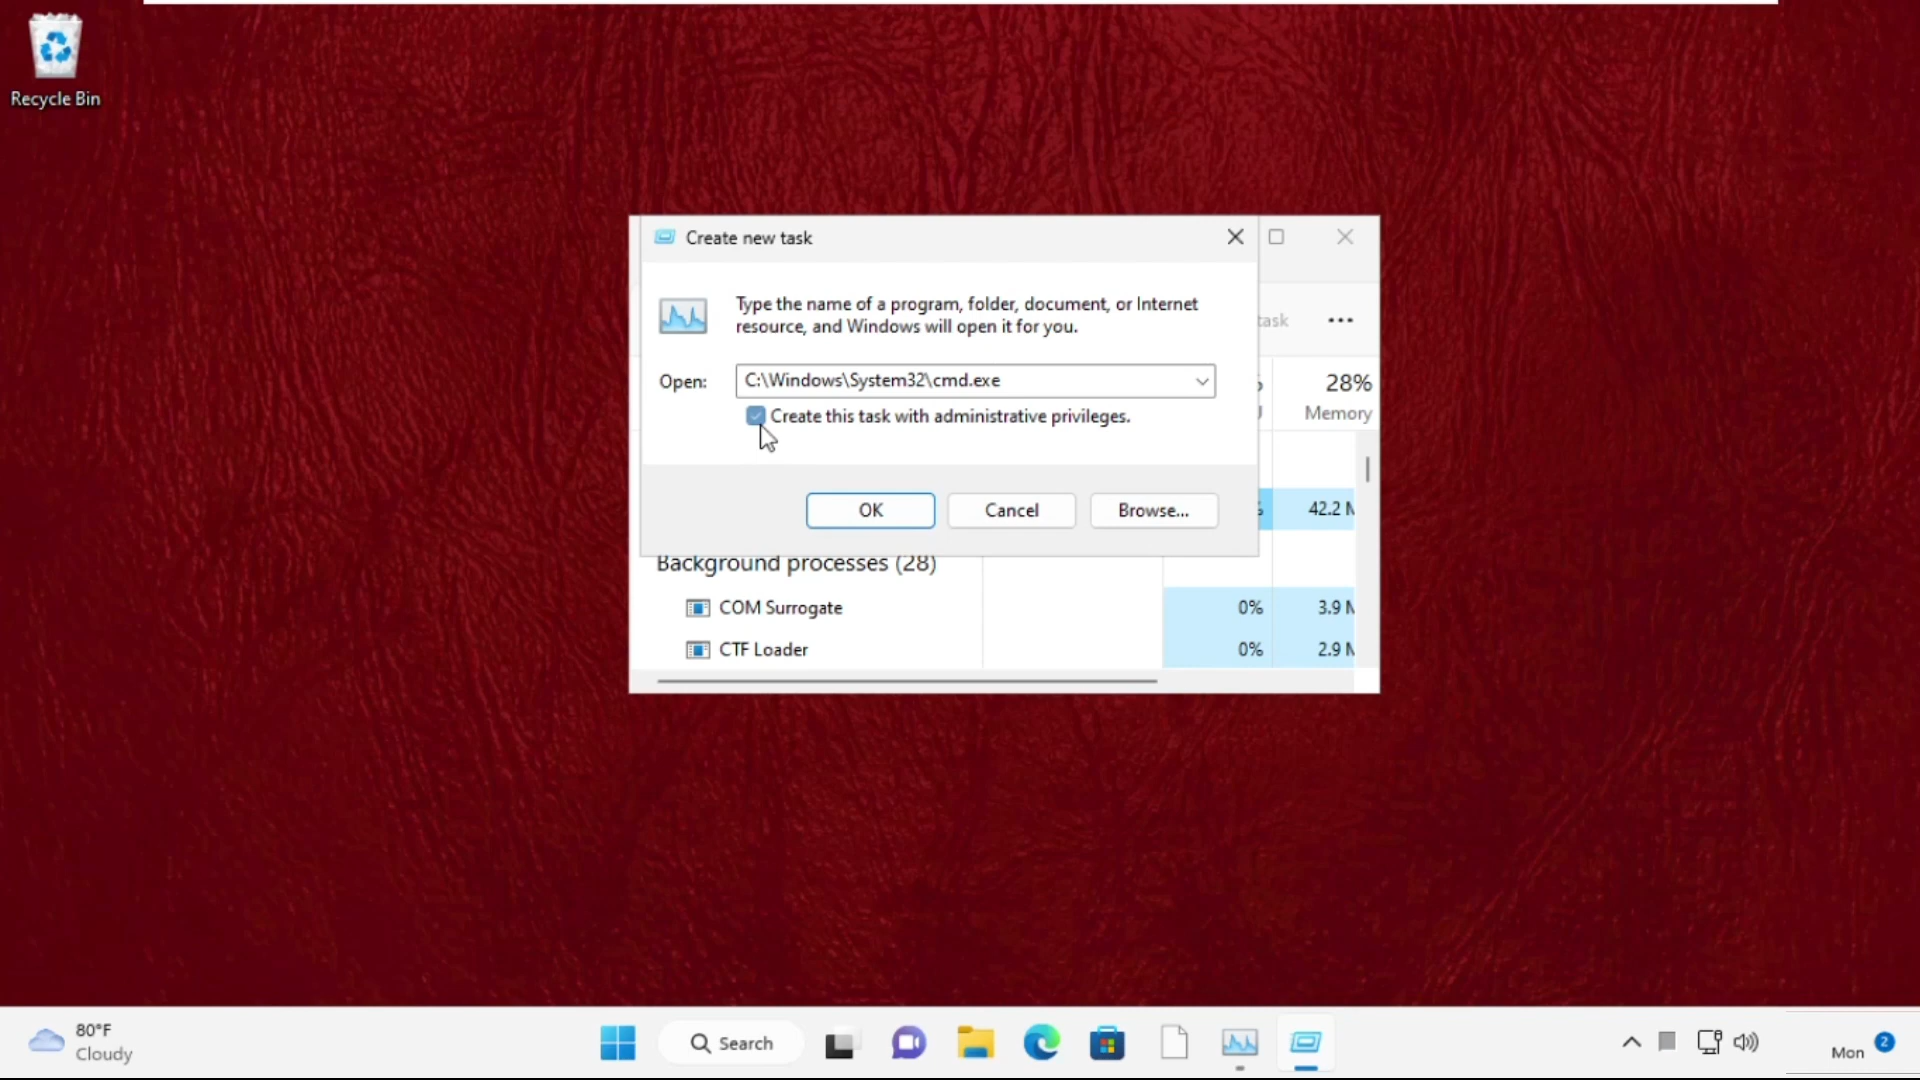 Recycle Bin
Create new task
Type the name of a program, folder, document, or Internet
resource, and Windows will open it for you.
task
Open:
C:\Windows\System32\cmd.exe
28%
Create this task with administrative privileges.
Memory
OK
Cancel
Browse...
42.2 M
Background processes (28)
COM Surrogate
0%
3.9 M
CTF Loader
0%
2.9 M
80°F
Cloudy
Search
Mon
2